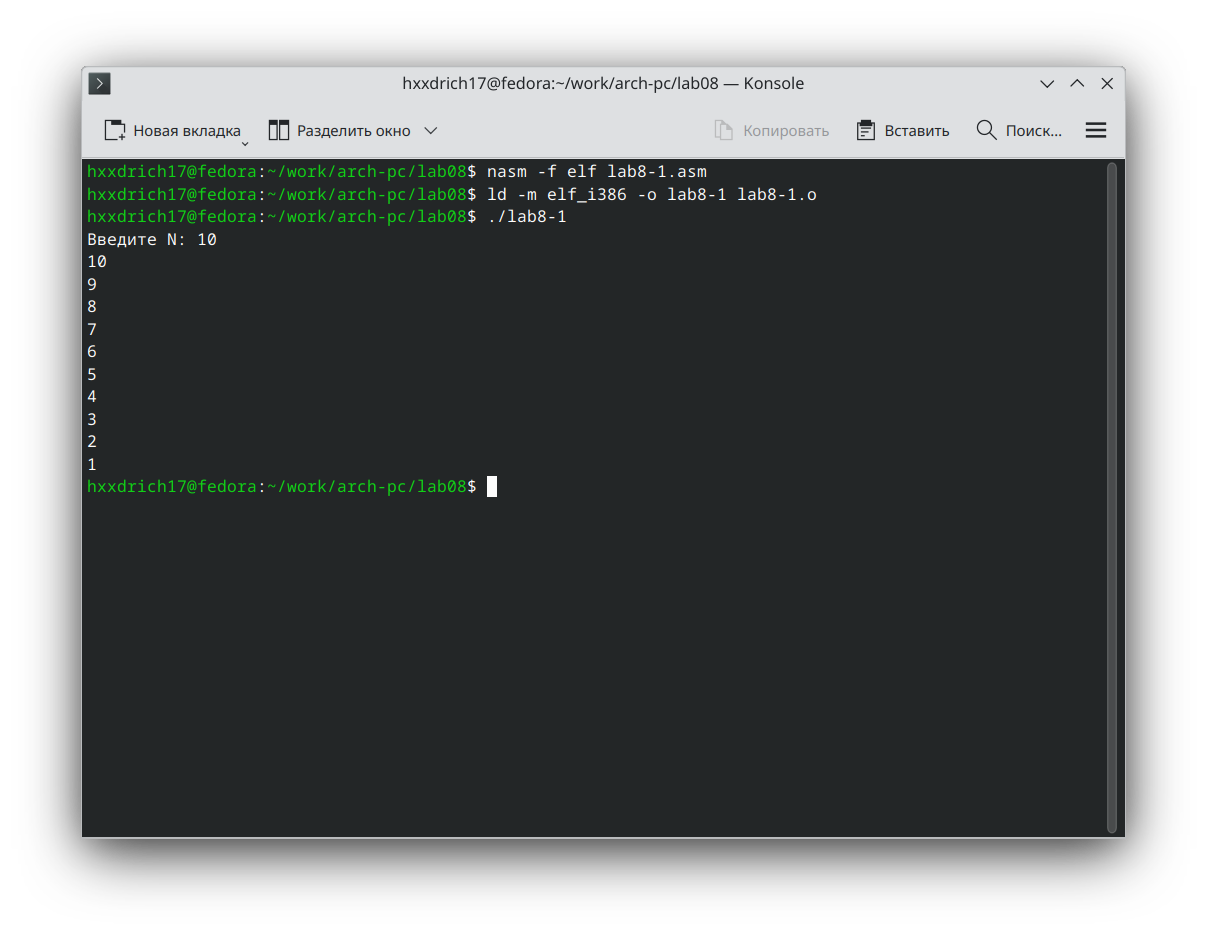 hxxdrich17@fedora:~/work/arch-pc/lab08 — Konsole
Новая вкладка Разделить окно Копировать Вставить Поиск...
hxxdrich17@fedora:~/work/arch-pc/lab08$ nasm -f elf lab8-1.asm
hxxdrich17@fedora:~/work/arch-pc/lab08$ ld -m elf_i386 -o lab8-1 lab8-1.o
hxxdrich17@fedora:~/work/arch-pc/lab08$ ./lab8-1
Введите N: 10
10
9
8
7
6
5
4
3
2
1
hxxdrich17@fedora:~/work/arch-pc/lab08$